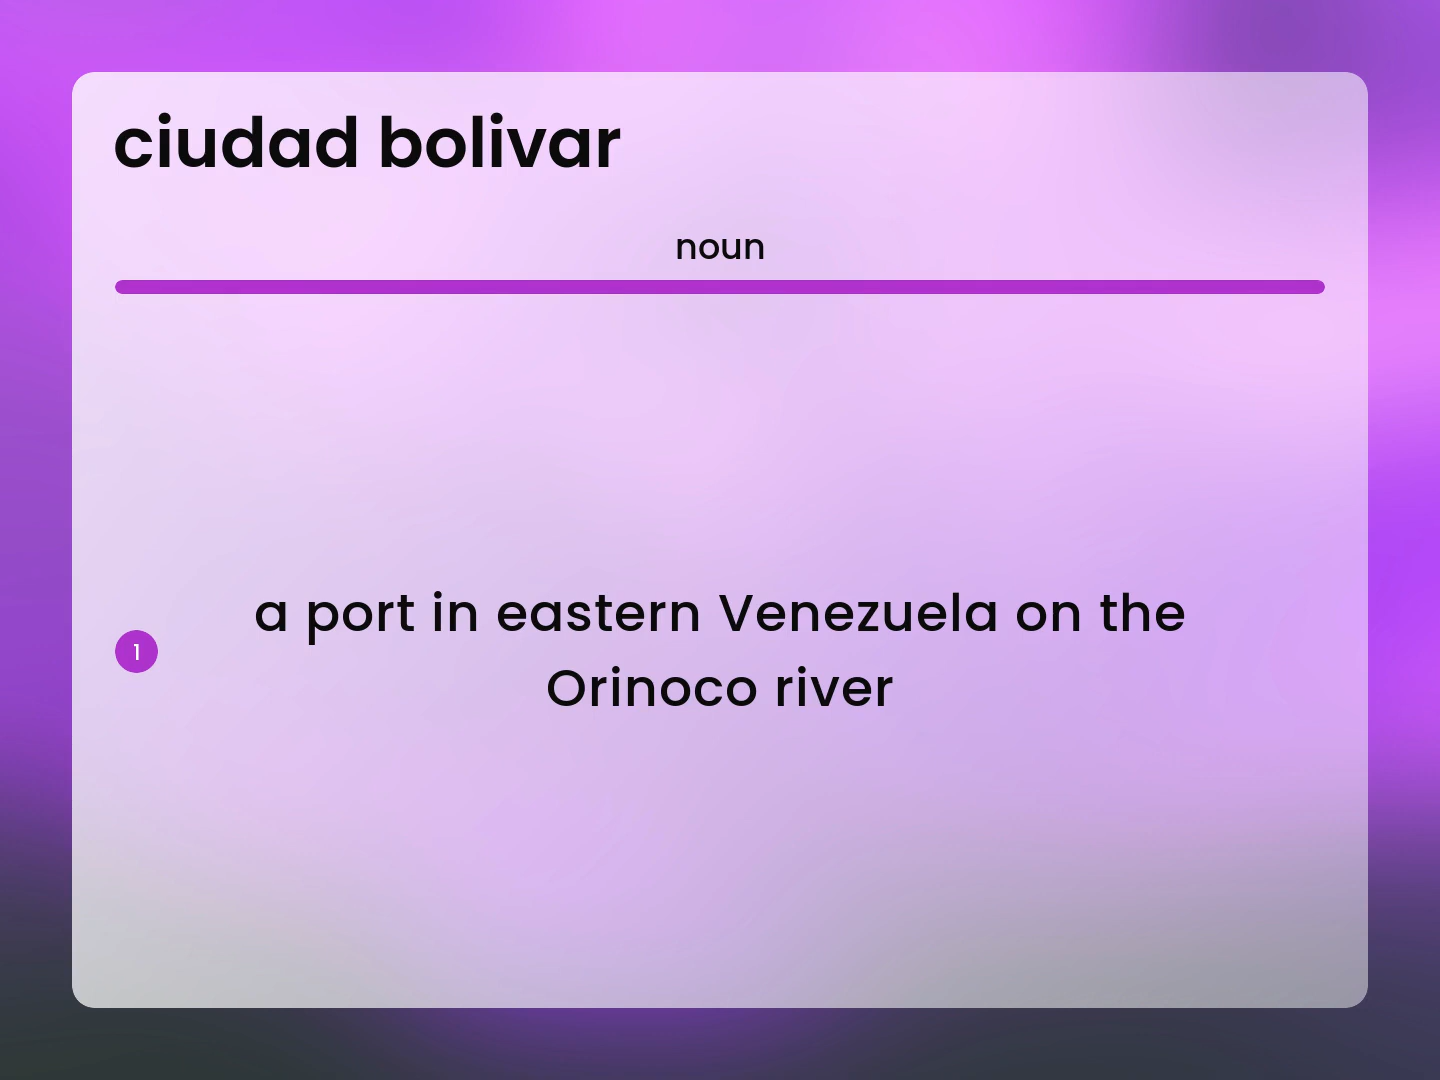 ciudad bolivar
noun
1
a port in eastern Venezuela on the
Orinoco river